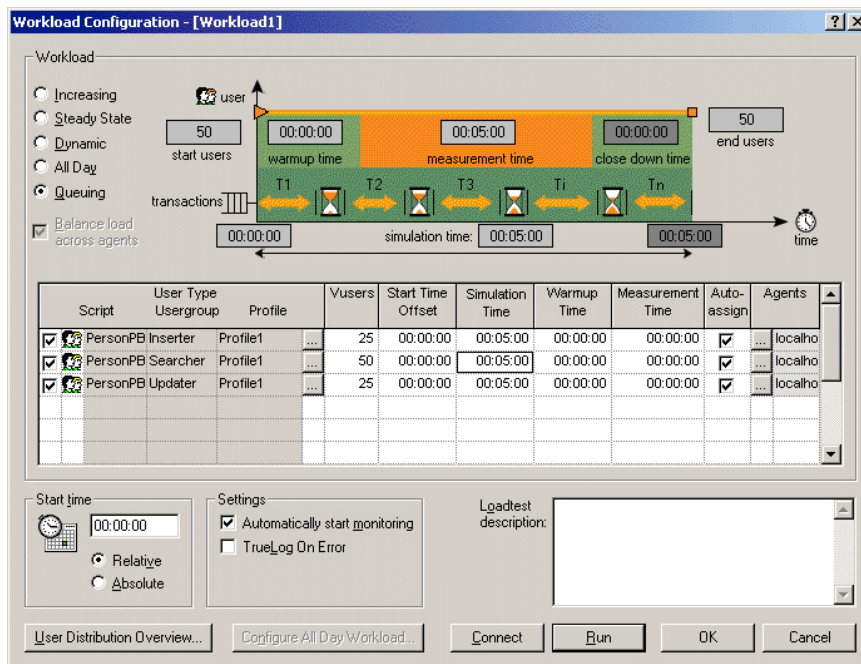 Workload Configuration - [Workload1]
Workload
Increasing
Steady State
Dynamic
All Day
Queuing
Balance load
across agents
user
50
start users
00:00:00
warmup time
00:05:00
measurement time
00:00:00
close down time
50
end users
transactions
T1
T2
T3
Ti
Tn
00:00:00
simulation time:
00:05:00
00:05:00
time
Script User Type Usergroup Profile Vusers Start Time Offset Simulation Time Warmup Time Measurement Time Auto-assign Agents
PersonPB Inserter Profile1 ... 25 00:00:00 00:05:00 00:00:00 00:00:00 ... localho
PersonPB Searcher Profile1 ... 50 00:00:00 00:05:00 00:00:00 00:00:00 ... localho
PersonPB Updater Profile1 ... 25 00:00:00 00:05:00 00:00:00 00:00:00 ... localho
Start time
00:00:00
Relative
Absolute
Settings
Automatically start monitoring
TrueLog On Error
Loadtest
description:
User Distribution Overview...
Configure All Day Workload...
Connect
Run
OK
Cancel